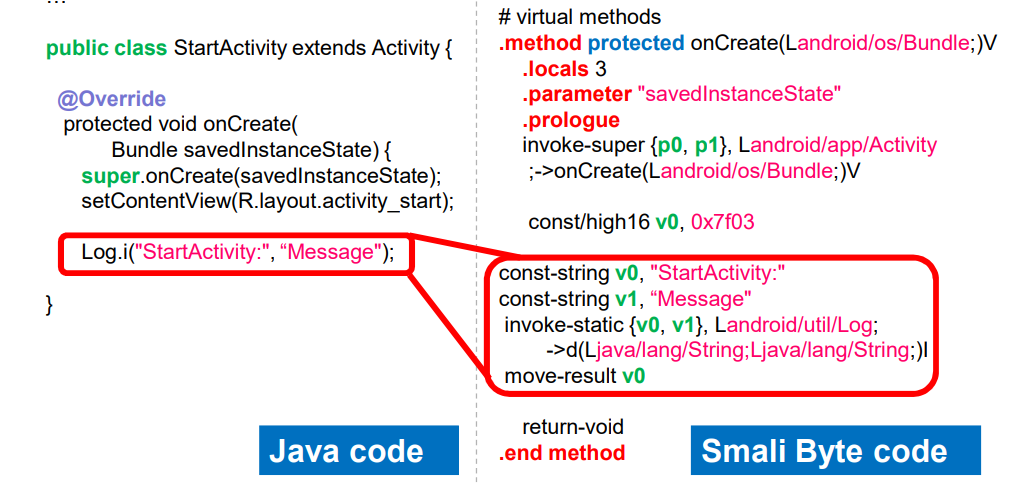 ...
public class StartActivity extends Activity {
@Override
protected void onCreate(
Bundle savedInstanceState) {
super.onCreate(savedInstanceState);
setContentView(R.layout.activity_start);
Log.i("StartActivity:", “Message");
}
Java code
# virtual methods
.method protected onCreate(Landroid/os/Bundle;)V
.locals 3
.parameter "savedInstanceState"
.prologue
invoke-super {p0, p1}, Landroid/app/Activity
;->onCreate(Landroid/os/Bundle;)V
const/high16 v0, 0x7f03
const-string v0, "StartActivity:"
const-string v1, “Message"
invoke-static {v0, v1}, Landroid/util/Log;
->d(Ljava/lang/String;Ljava/lang/String;)I
move-result v0
return-void
.end method
Smali Byte code